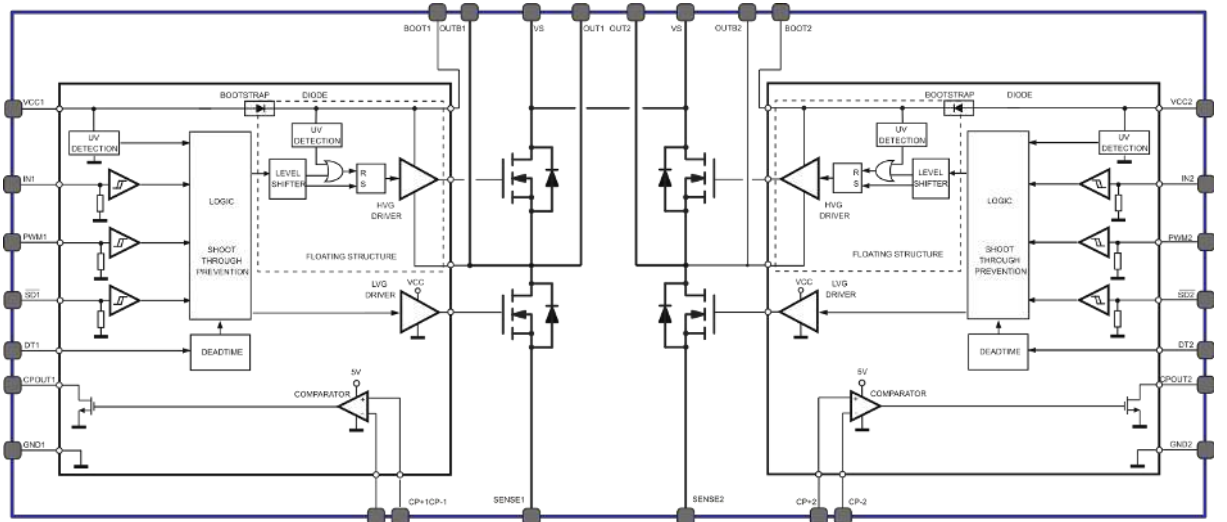 BOOT1 OUTB1 VS OUT1 OUT2 VS OUTB2 BOOT2
VCC1 BOOTSTRAP DIODE BOOTSTRAP DIODE VCC2
UV
DETECTION
UV
DETECTION
UV
DETECTION
UV
DETECTION
IN1
LEVEL
SHIFTER
R
S
R
S
LEVEL
SHIFTER
IN2
LOGIC
HVG
DRIVER
HVG
DRIVER
LOGIC
PWM1
SHOOT
THROUGH
PREVENTION
FLOATING STRUCTURE
FLOATING STRUCTURE
SHOOT
THROUGH
PREVENTION
PWM2
SD1
LVG
DRIVER
VCC
VCC
LVG
DRIVER
SD2
DT1
DEADTIME
DEADTIME
DT2
CPOUT1
5V
COMPARATOR
+
-
5V
COMPARATOR
+
-
CPOUT2
GND1
GND2
CP+1CP-1 SENSE1 SENSE2 CP+2 CP-2